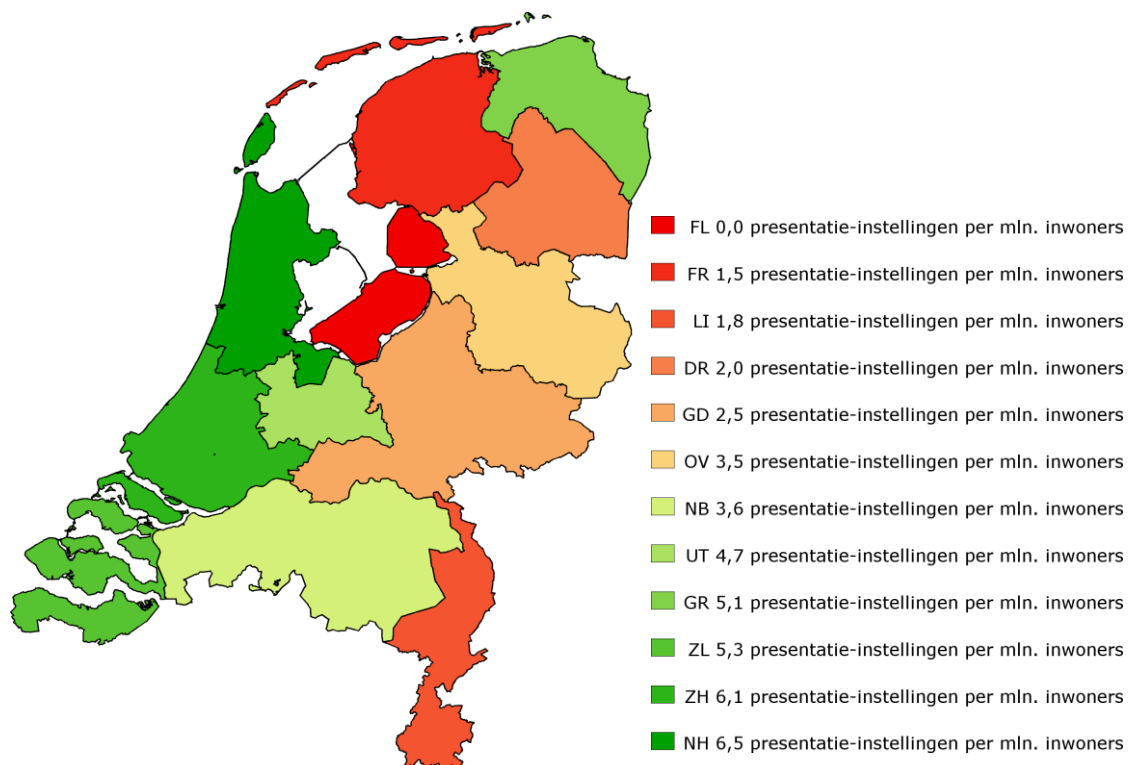 FL 0,0 presentatie-instellingen per mln. inwoners
FR 1,5 presentatie-instellingen per mln. inwoners
LI 1,8 presentatie-instellingen per mln. inwoners
DR 2,0 presentatie-instellingen per mln. inwoners
GD 2,5 presentatie-instellingen per mln. inwoners
OV 3,5 presentatie-instellingen per mln. inwoners
NB 3,6 presentatie-instellingen per mln. inwoners
UT 4,7 presentatie-instellingen per mln. inwoners
GR 5,1 presentatie-instellingen per mln. inwoners
ZL 5,3 presentatie-instellingen per mln. inwoners
ZH 6,1 presentatie-instellingen per mln. inwoners
NH 6,5 presentatie-instellingen per mln. inwoners